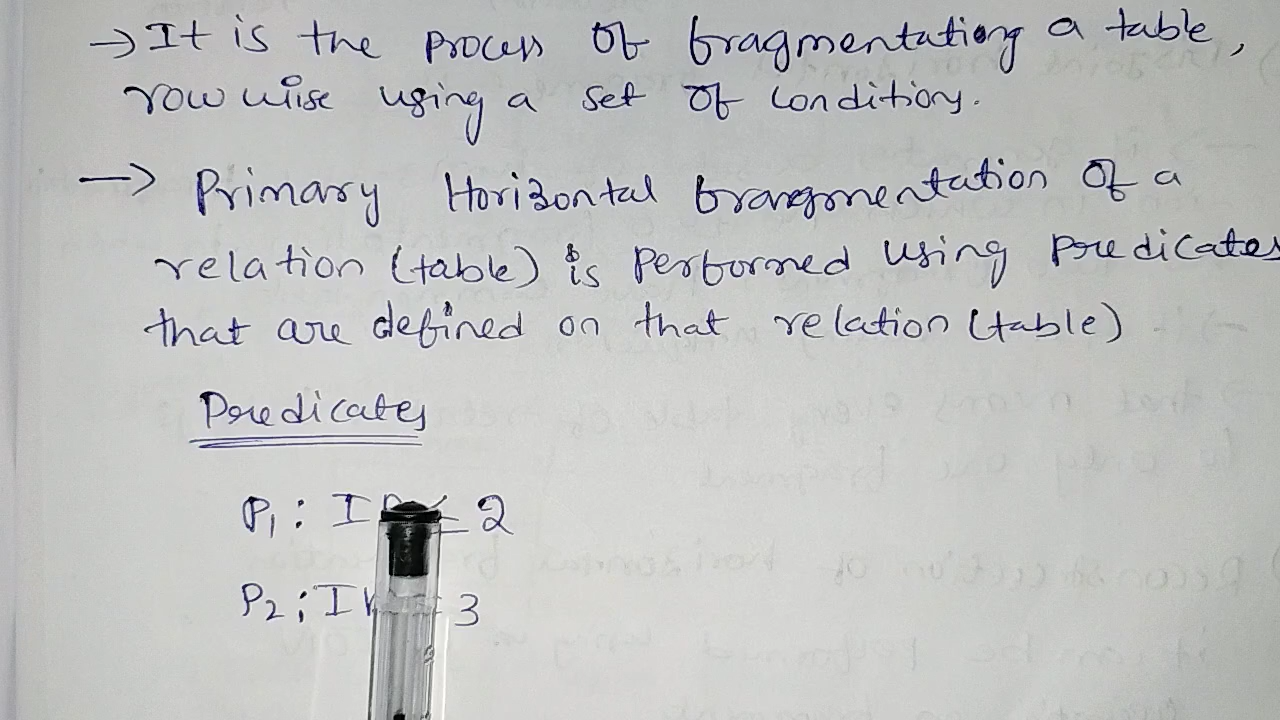 → It is the process of fragmentationg a table,
row wise using a set of conditions.
→ Primary Horizontal fragmentation of a
relation (table) is performed using predicates
that are defined on that relation (table).
Predicates
P1: 2
P2: 3